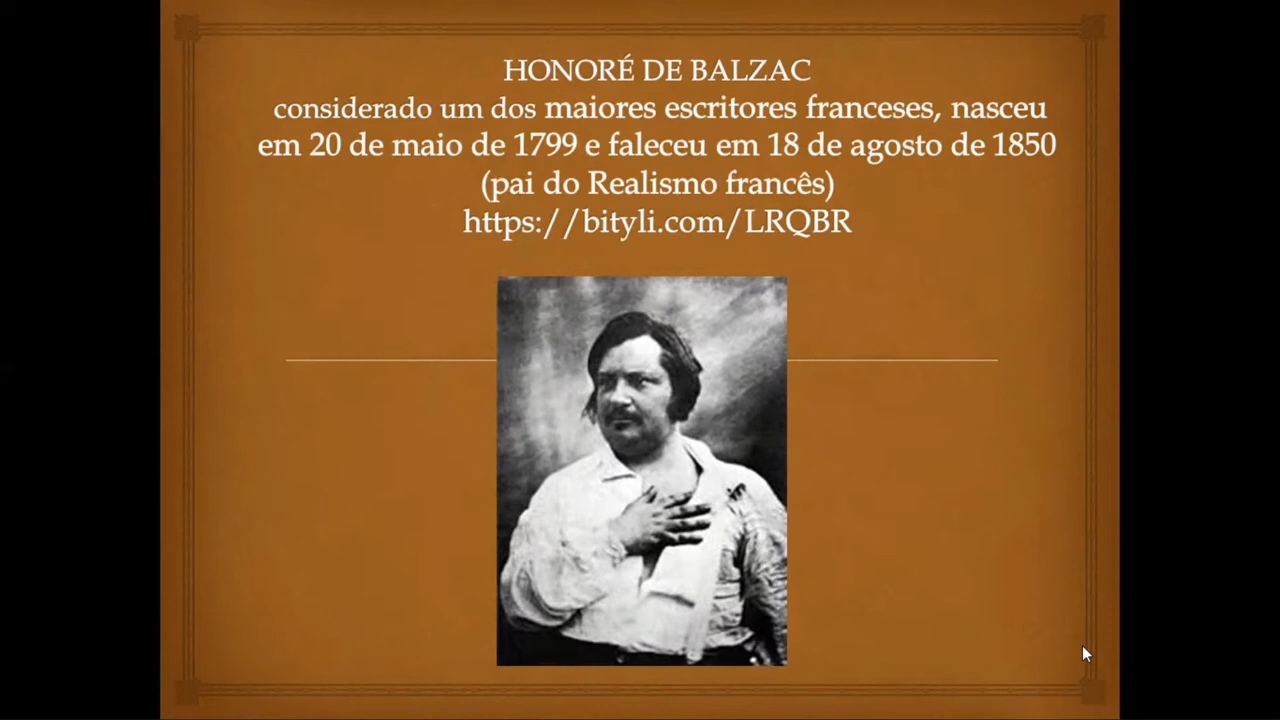 HONORÉ DE BALZAC
considerado um dos maiores escritores franceses, nasceu
em 20 de maio de 1799 e faleceu em 18 de agosto de 1850
(pai do Realismo francês)
https://bityli.com/LRQBR